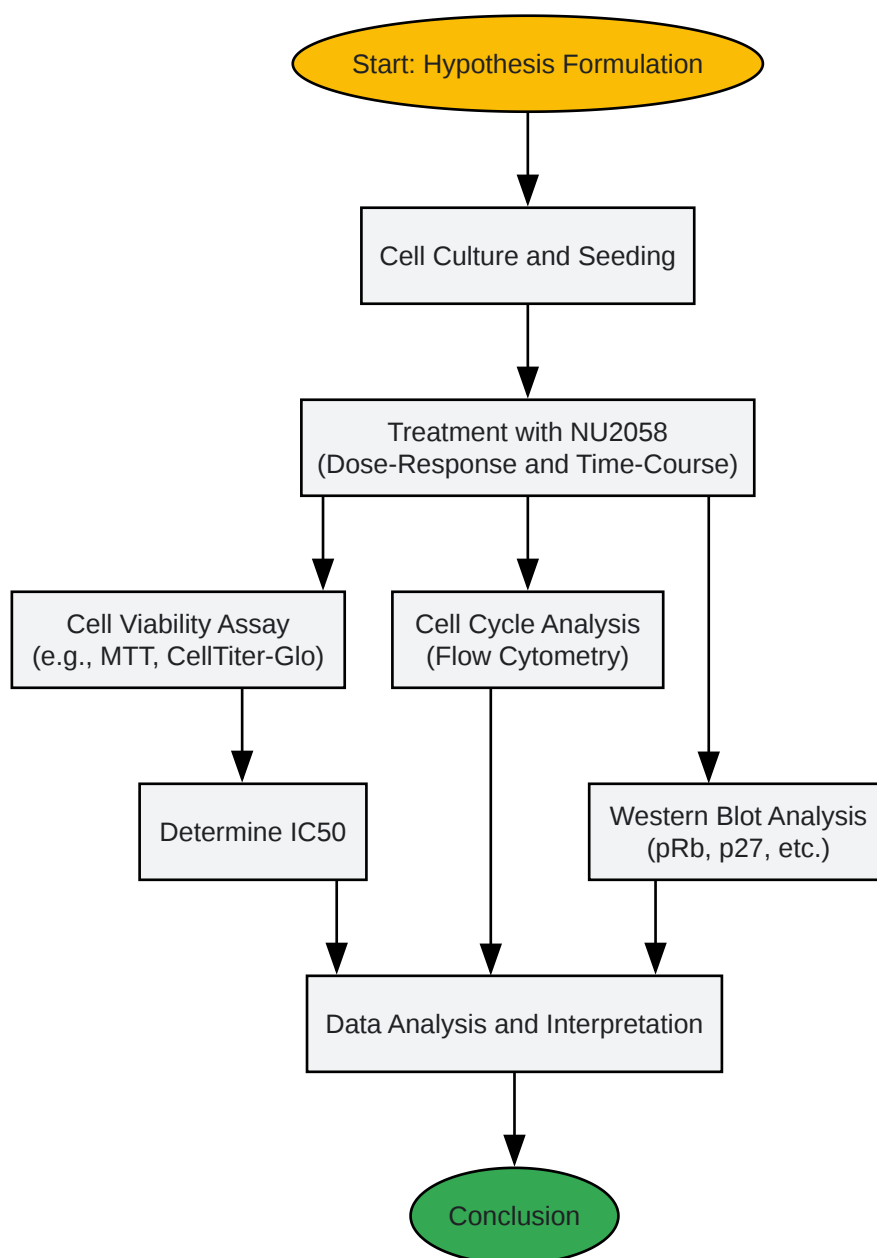 Start: Hypothesis Formulation
Cell Culture and Seeding
Treatment with NU2058
(Dose-Response and Time-Course)
Cell Viability Assay
(e.g., MTT, CellTiter-Glo)
Cell Cycle Analysis
(Flow Cytometry)
Determine IC50
Western Blot Analysis
(pRb, p27, etc.)
Data Analysis and Interpretation
Conclusion